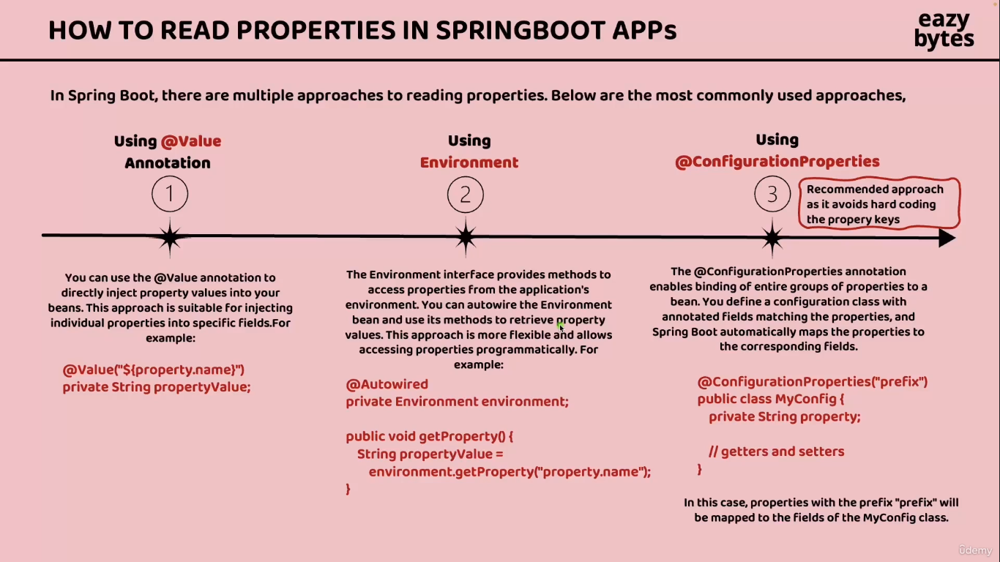 HOW TO READ PROPERTIES IN SPRINGBOOT APPs
eazy
bytes
In Spring Boot, there are multiple approaches to reading properties. Below are the most commonly used approaches,
Using @Value
Annotation
1
You can use the @Value annotation to
directly inject property values into your
beans. This approach is suitable for injecting
individual properties into specific fields.For
example:
@Value("${property.name}")
private String propertyValue;
Using
Environment
2
The Environment interface provides methods to
access properties from the application's
environment. You can autowire the Environment
bean and use its methods to retrieve property
values. This approach is more flexible and allows
accessing properties programmatically. For
example:
@Autowired
private Environment environment;
public void getProperty() {
String propertyValue =
environment.getProperty("property.name");
}
Using
@ConfigurationProperties
3
Recommended approach
as it avoids hard coding
the propery keys
The @ConfigurationProperties annotation
enables binding of entire groups of properties to a
bean. You define a configuration class with
annotated fields matching the properties, and
Spring Boot automatically maps the properties to
the corresponding fields.
@ConfigurationProperties("prefix")
public class MyConfig {
private String property;
// getters and setters
}
In this case, properties with the prefix "prefix" will
be mapped to the fields of the MyConfig class.
ûdemy